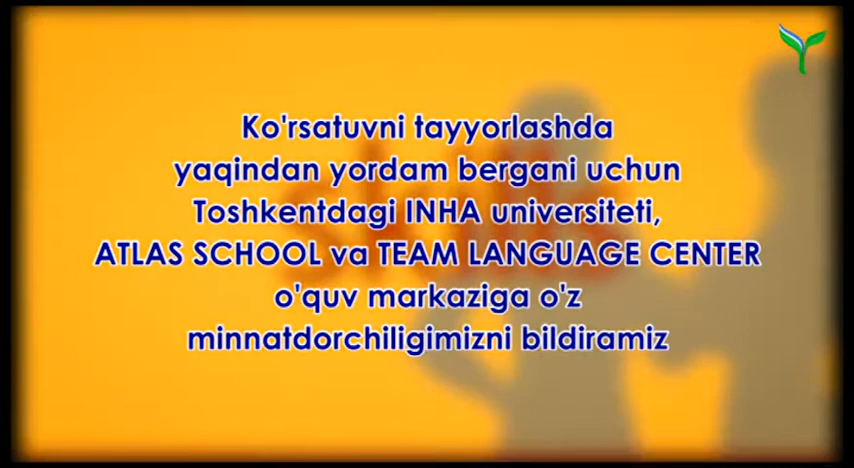 Ko'rsatuvni tayyorlashda
yaqindan yordam bergani uchun
Toshkentdagi INHA universiteti,
ATLAS SCHOOL va TEAM LANGUAGE CENTER
o'quv markaziga o'z
minnatdorchiligimizni bildiramiz